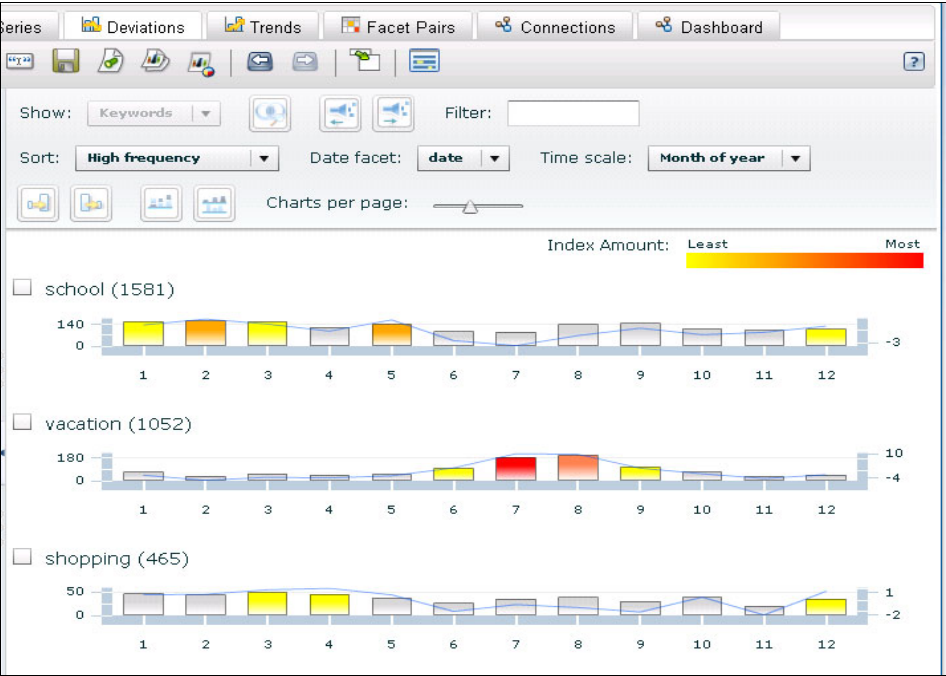 Series Deviations Trends Facet Pairs Connections Dashboard
?
Show: Keywords Filter:
Sort: High frequency Date facet: date Time scale: Month of year
Charts per page:
Index Amount: Least Most
school (1581)
140
0
-3
1 2 3 4 5 6 7 8 9 10 11 12
vacation (1052)
180 10
0 -4
1 2 3 4 5 6 7 8 9 10 11 12
shopping (465)
50 1
0 -2
1 2 3 4 5 6 7 8 9 10 11 12